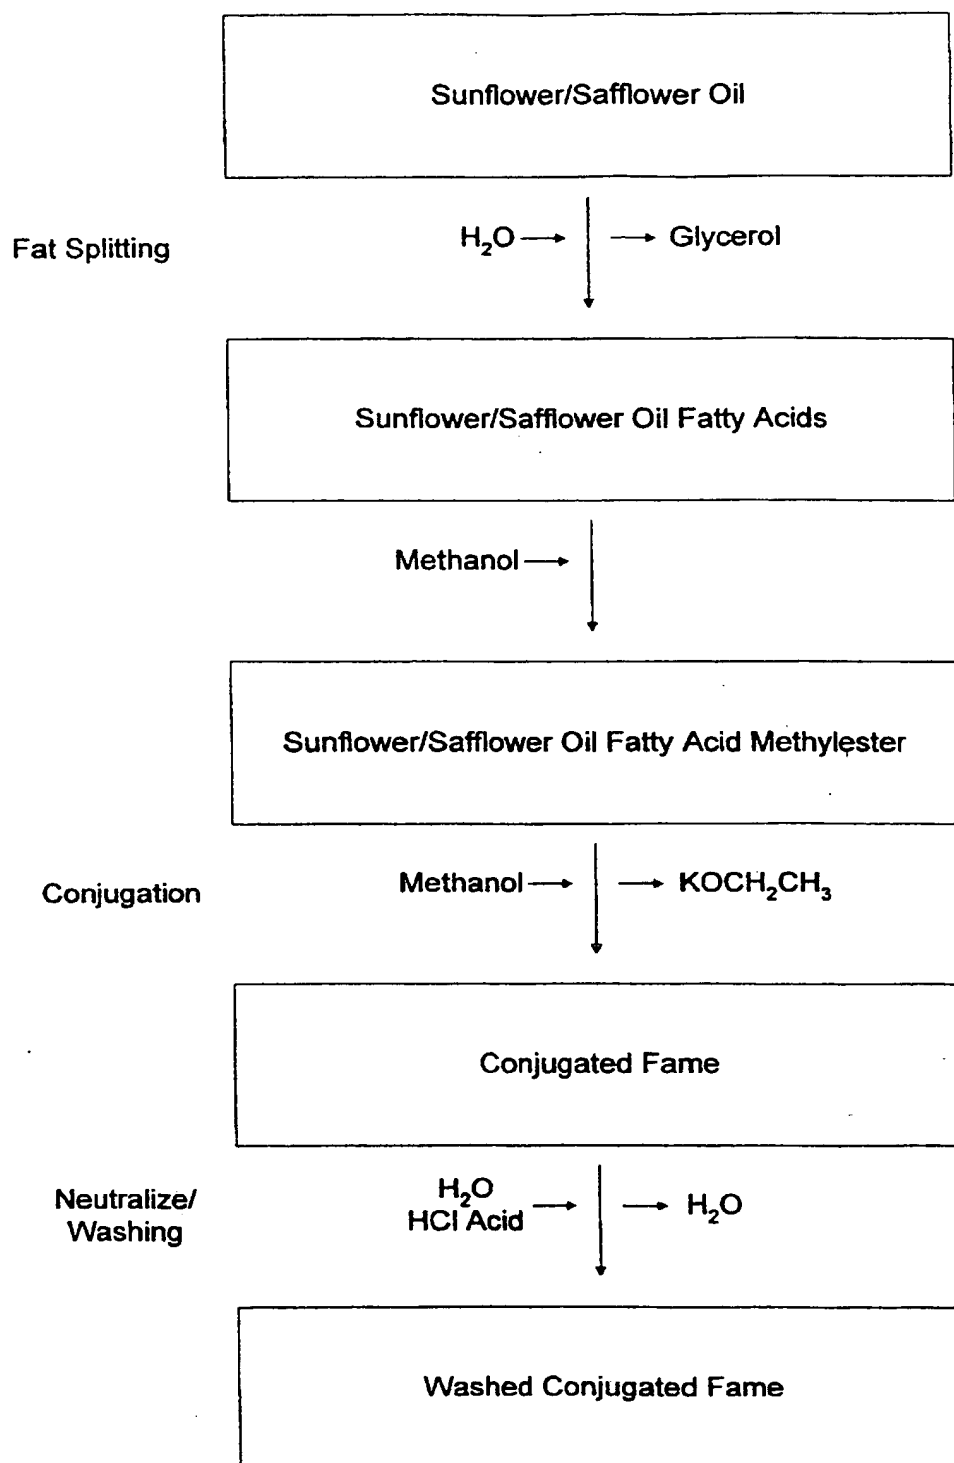 Sunflower/Safflower Oil
Fat Splitting
H₂O → → Glycerol
Sunflower/Safflower Oil Fatty Acids
Methanol →
Sunflower/Safflower Oil Fatty Acid Methylester
Conjugation
Methanol → → KOCH₂CH₃
Conjugated Fame
Neutralize/
Washing
H₂O
HCl Acid → → H₂O
Washed Conjugated Fame